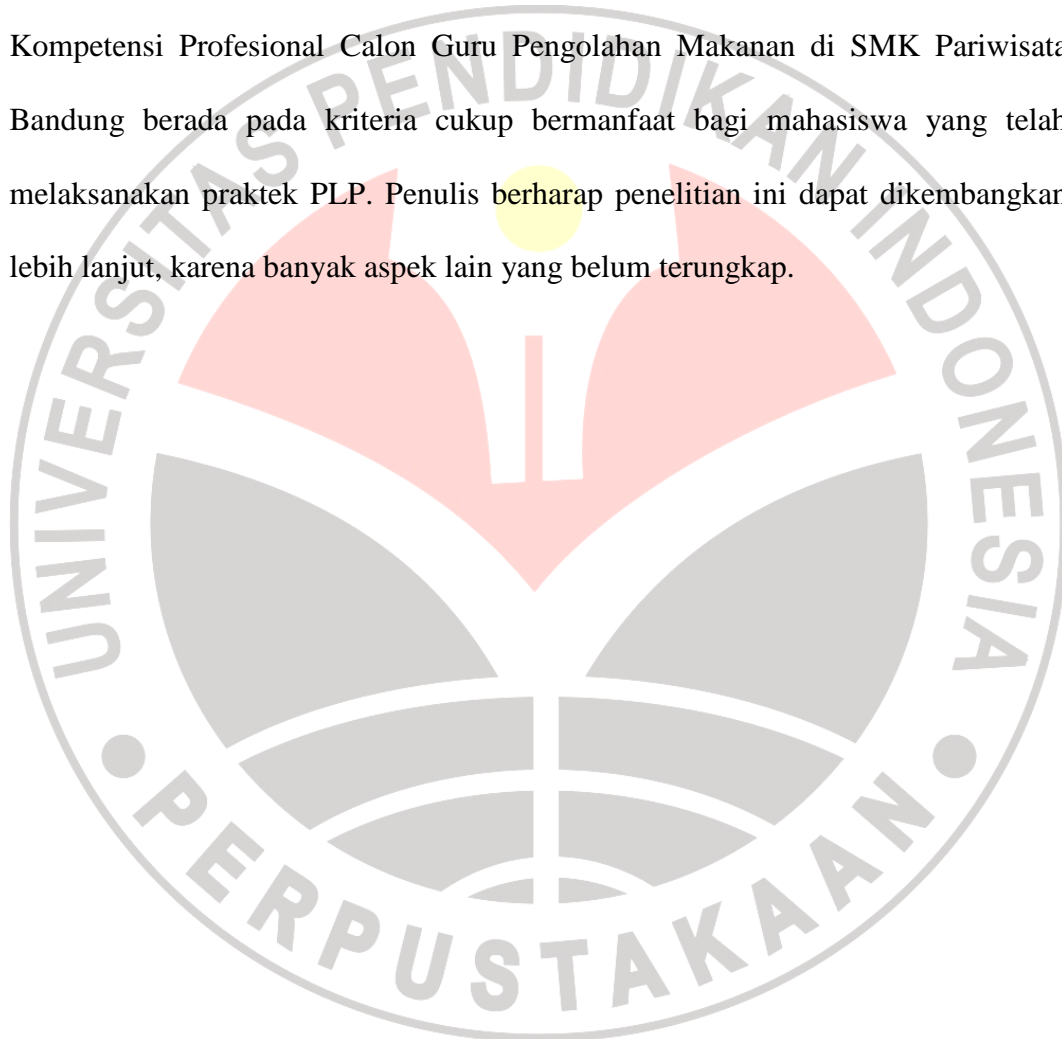 Kompetensi Profesional Calon Guru Pengolahan Makanan di SMK Pariwisata
Bandung berada pada kriteria cukup bermanfaat bagi mahasiswa yang telah
melaksanakan praktek PLP. Penulis berharap penelitian ini dapat dikembangkan
lebih lanjut, karena banyak aspek lain yang belum terungkap.
UNIVERSITAS PENDIDIKAN INDONESIA
PERPUSTAKAAN